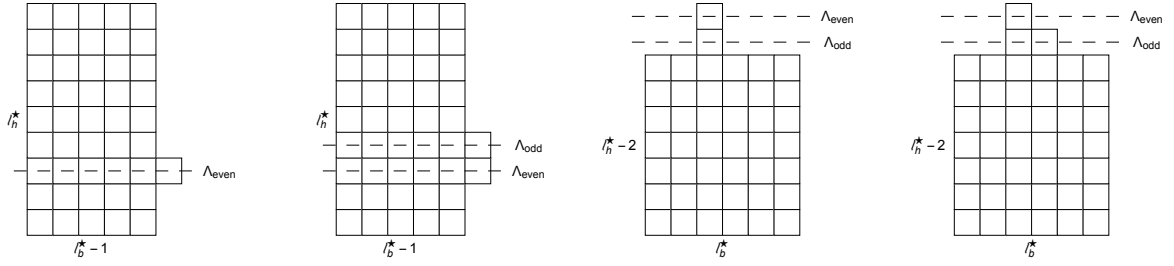 l_h^★
Λ_even
l_b^★ − 1
l_h^★
Λ_odd
Λ_even
l_b^★ − 1
Λ_even
Λ_odd
l_h^★ − 2
l_b^★
Λ_even
Λ_odd
l_h^★ − 2
l_b^★